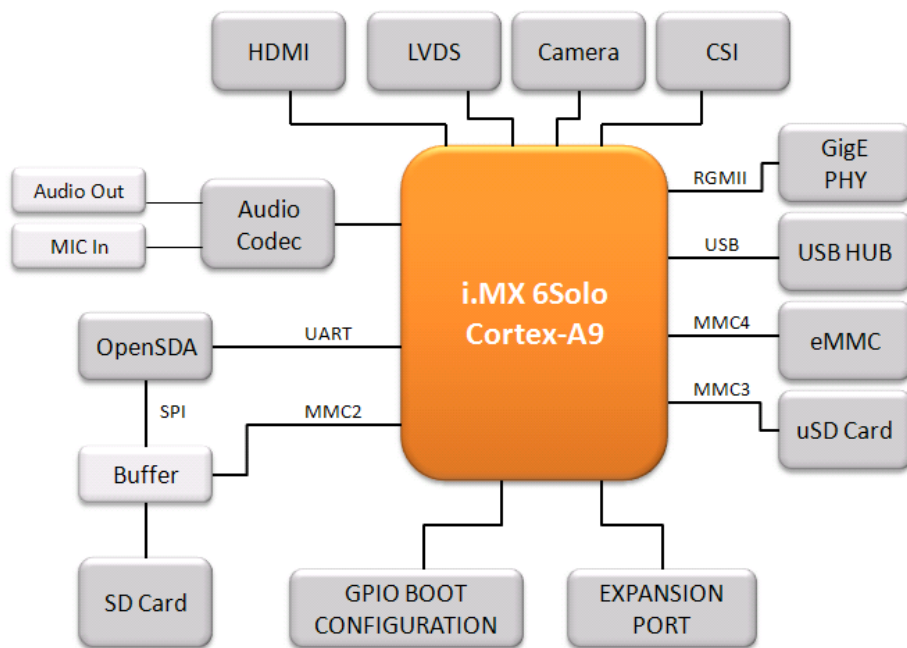 HDMI
LVDS
Camera
CSI
GigE
PHY
RGMII
Audio Out
Audio
Codec
MIC In
USB
USB HUB
i.MX 6Solo
Cortex-A9
OpenSDA
UART
MMC4
eMMC
SPI
MMC2
MMC3
uSD Card
Buffer
SD Card
GPIO BOOT
CONFIGURATION
EXPANSION
PORT